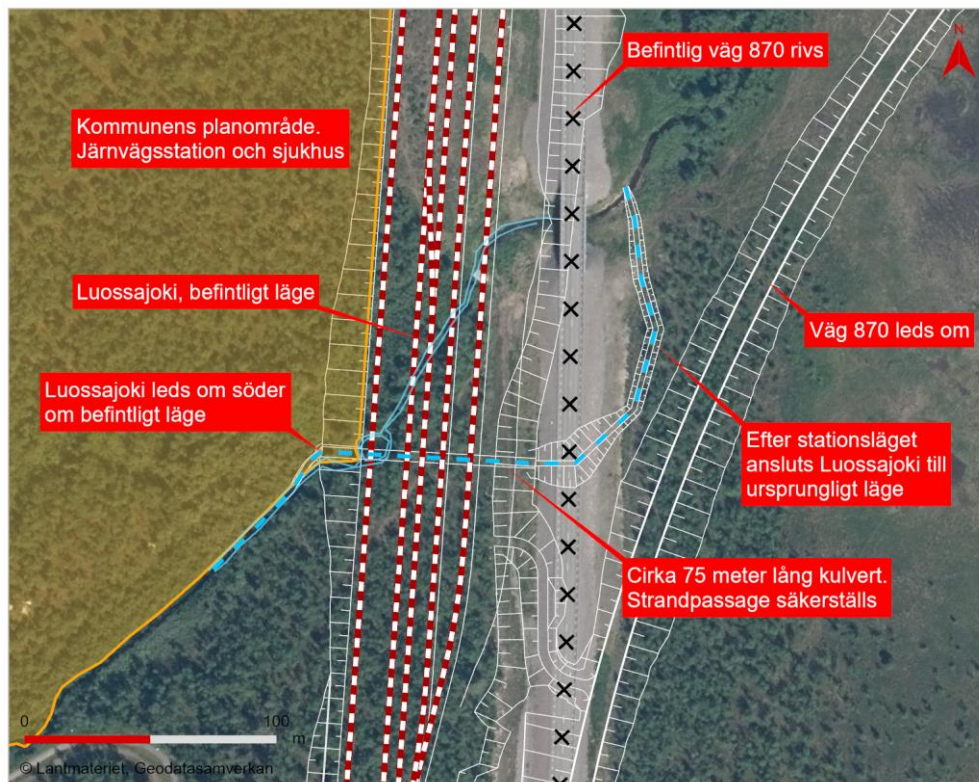 N
Befintlig väg 870 rivs
Kommunens planområde.
Järnvägsstation och sjukhus
Luossajoki, befintligt läge
Väg 870 leds om
Luossajoki leds om söder
om befintligt läge
Efter stationsläget
ansluts Luossajoki till
ursprungligt läge
Cirka 75 meter lång kulvert.
Strandpassage säkerställs
0 100
m
© Lantmäteriet, Geodatasamverkan